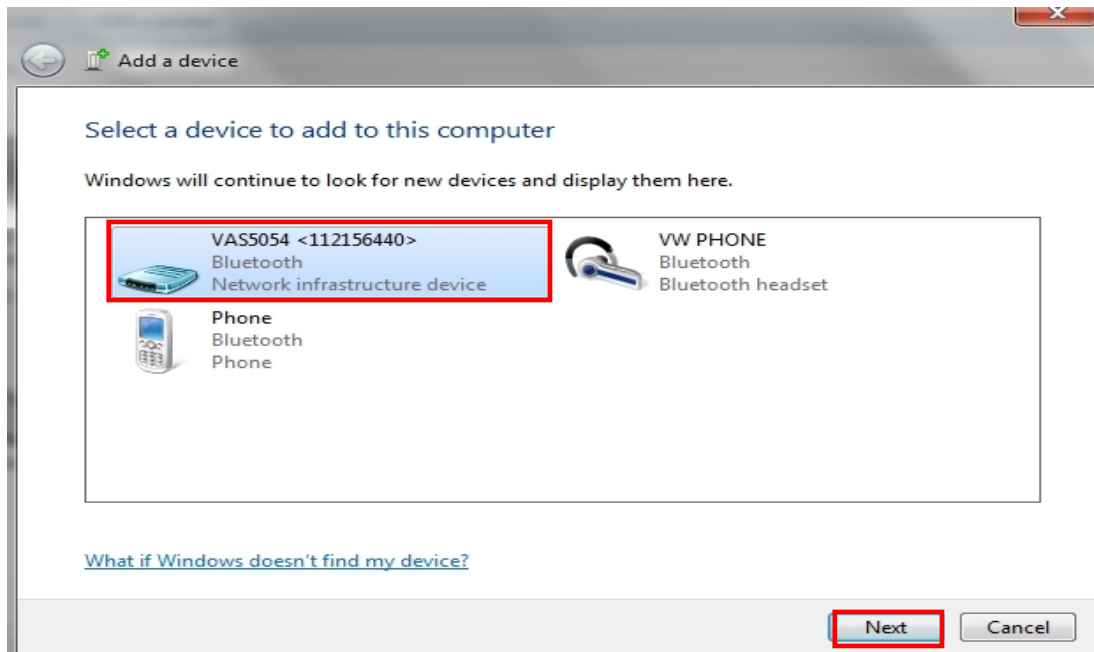 Add a device
Select a device to add to this computer
Windows will continue to look for new devices and display them here.
VAS5054 <112156440>
Bluetooth
Network infrastructure device
VW PHONE
Bluetooth
Bluetooth headset
Phone
Bluetooth
Phone
What if Windows doesn't find my device?
Next
Cancel